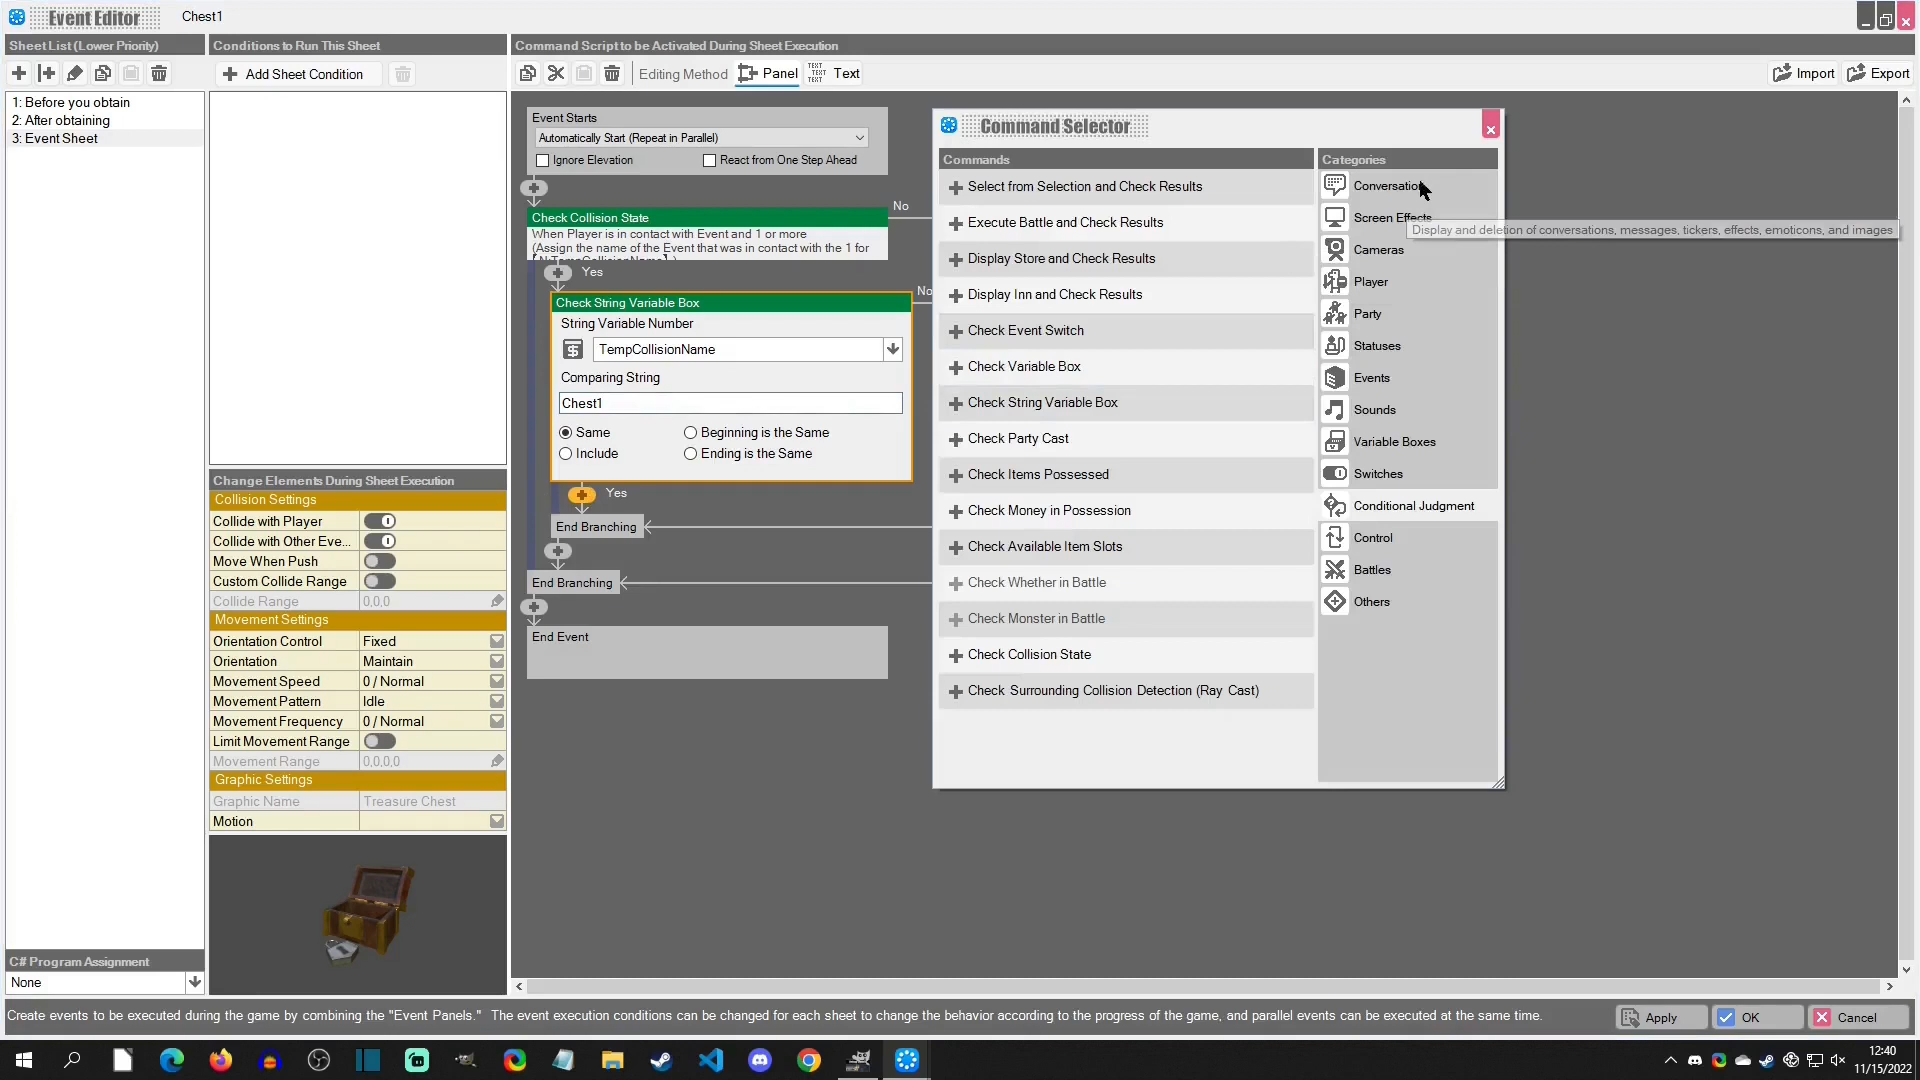 Event Editor
Chest1
Sheet List (Lower Priority)
Conditions to Run This Sheet
Command Script to be Activated During Sheet Execution
Add Sheet Condition
Editing Method
Panel
TEXT
TEXT
TEXT
Text
Import
Export
1: Before you obtain
2: After obtaining
3: Event Sheet
Event Starts
Automatically Start (Repeat in Parallel)
Ignore Elevation
React from One Step Ahead
Check Collision State
No
When Player is in contact with Event and 1 or more
(Assign the name of the Event that was in contact with the 1 for
Yes
Check String Variable Box
No
String Variable Number
TempCollisionName
Comparing String
Chest1
Same
Beginning is the Same
Include
Ending is the Same
Yes
End Branching
End Branching
End Event
Command Selector
Commands
Select from Selection and Check Results
Execute Battle and Check Results
Display Store and Check Results
Display Inn and Check Results
Check Event Switch
Check Variable Box
Check String Variable Box
Check Party Cast
Check Items Possessed
Check Money in Possession
Check Available Item Slots
Check Whether in Battle
Check Monster in Battle
Check Collision State
Check Surrounding Collision Detection (Ray Cast)
Categories
Conversation
Screen Effects
Display and deletion of conversations, messages, tickers, effects, emoticons, and images
Cameras
Player
Party
Statuses
Events
Sounds
Variable Boxes
Switches
Conditional Judgment
Control
Battles
Others
Change Elements During Sheet Execution
Collision Settings
Collide with Player
Collide with Other Eve...
Move When Push
Custom Collide Range
Collide Range 0,0,0
Movement Settings
Orientation Control Fixed
Orientation Maintain
Movement Speed 0 / Normal
Movement Pattern Idle
Movement Frequency 0 / Normal
Limit Movement Range
Movement Range 0,0,0,0
Graphic Settings
Graphic Name Treasure Chest
Motion
C# Program Assignment
None
Create events to be executed during the game by combining the "Event Panels." The event execution conditions can be changed for each sheet to change the behavior according to the progress of the game, and parallel events can be executed at the same time.
Apply
OK
Cancel
12:40
11/15/2022